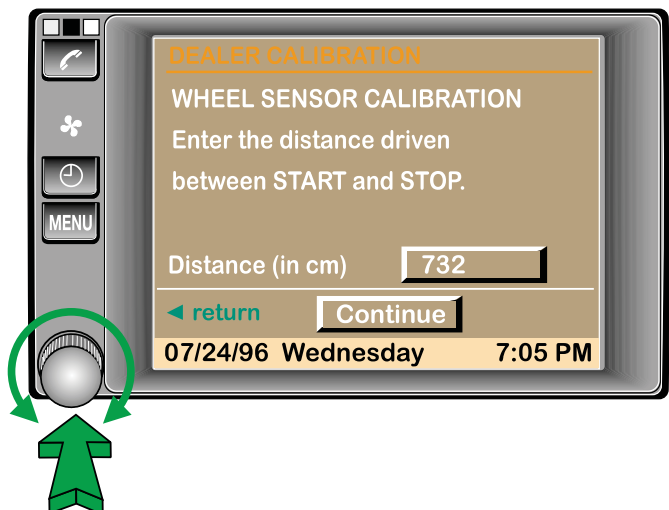 DEALER CALIBRATION
WHEEL SENSOR CALIBRATION
Enter the distance driven
between START and STOP.
MENU
Distance (in cm) 732
return Continue
07/24/96 Wednesday 7:05 PM